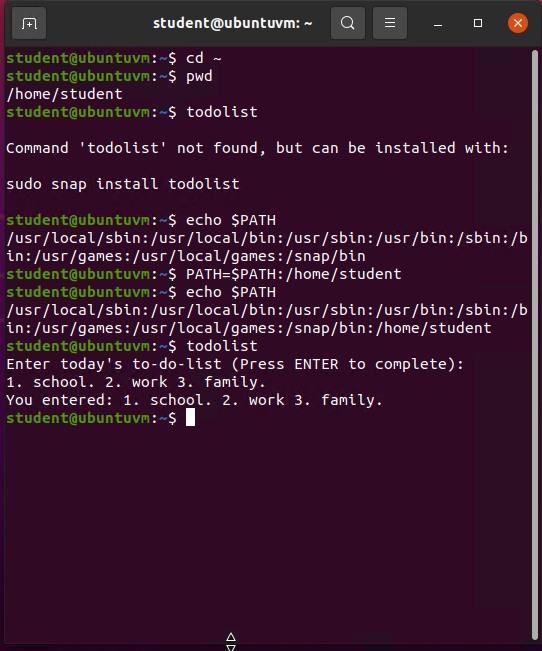 student@ubuntuvm: ~
student@ubuntuvm:~$ cd ~
student@ubuntuvm:~$ pwd
/home/student
student@ubuntuvm:~$ todolist
Command 'todolist' not found, but can be installed with:
sudo snap install todolist
student@ubuntuvm:~$ echo $PATH
/usr/local/sbin:/usr/local/bin:/usr/sbin:/usr/bin:/sbin:/b
in:/usr/games:/usr/local/games:/snap/bin
student@ubuntuvm:~$ PATH=$PATH:/home/student
student@ubuntuvm:~$ echo $PATH
/usr/local/sbin:/usr/local/bin:/usr/sbin:/usr/bin:/sbin:/b
in:/usr/games:/usr/local/games:/snap/bin:/home/student
student@ubuntuvm:~$ todolist
Enter today's to-do-list (Press ENTER to complete):
1. school. 2. work 3. family.
You entered: 1. school. 2. work 3. family.
student@ubuntuvm:~$